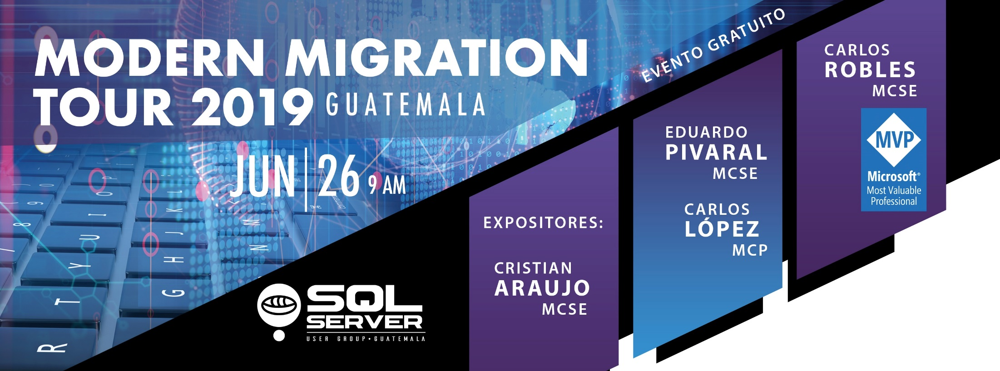 MODERN MIGRATION
TOUR 2019 GUATEMALA
JUN 26 9 AM
EVENTO GRATUITO
EXPOSITORES:
CRISTIAN
ARAUJO
MCSE
EDUARDO
PIVARAL
MCSE
CARLOS
LÓPEZ
MCP
CARLOS
ROBLES
MCSE
MVP
Microsoft®
Most Valuable
Professional
SQL
SERVER
USER GROUP•GUATEMALA